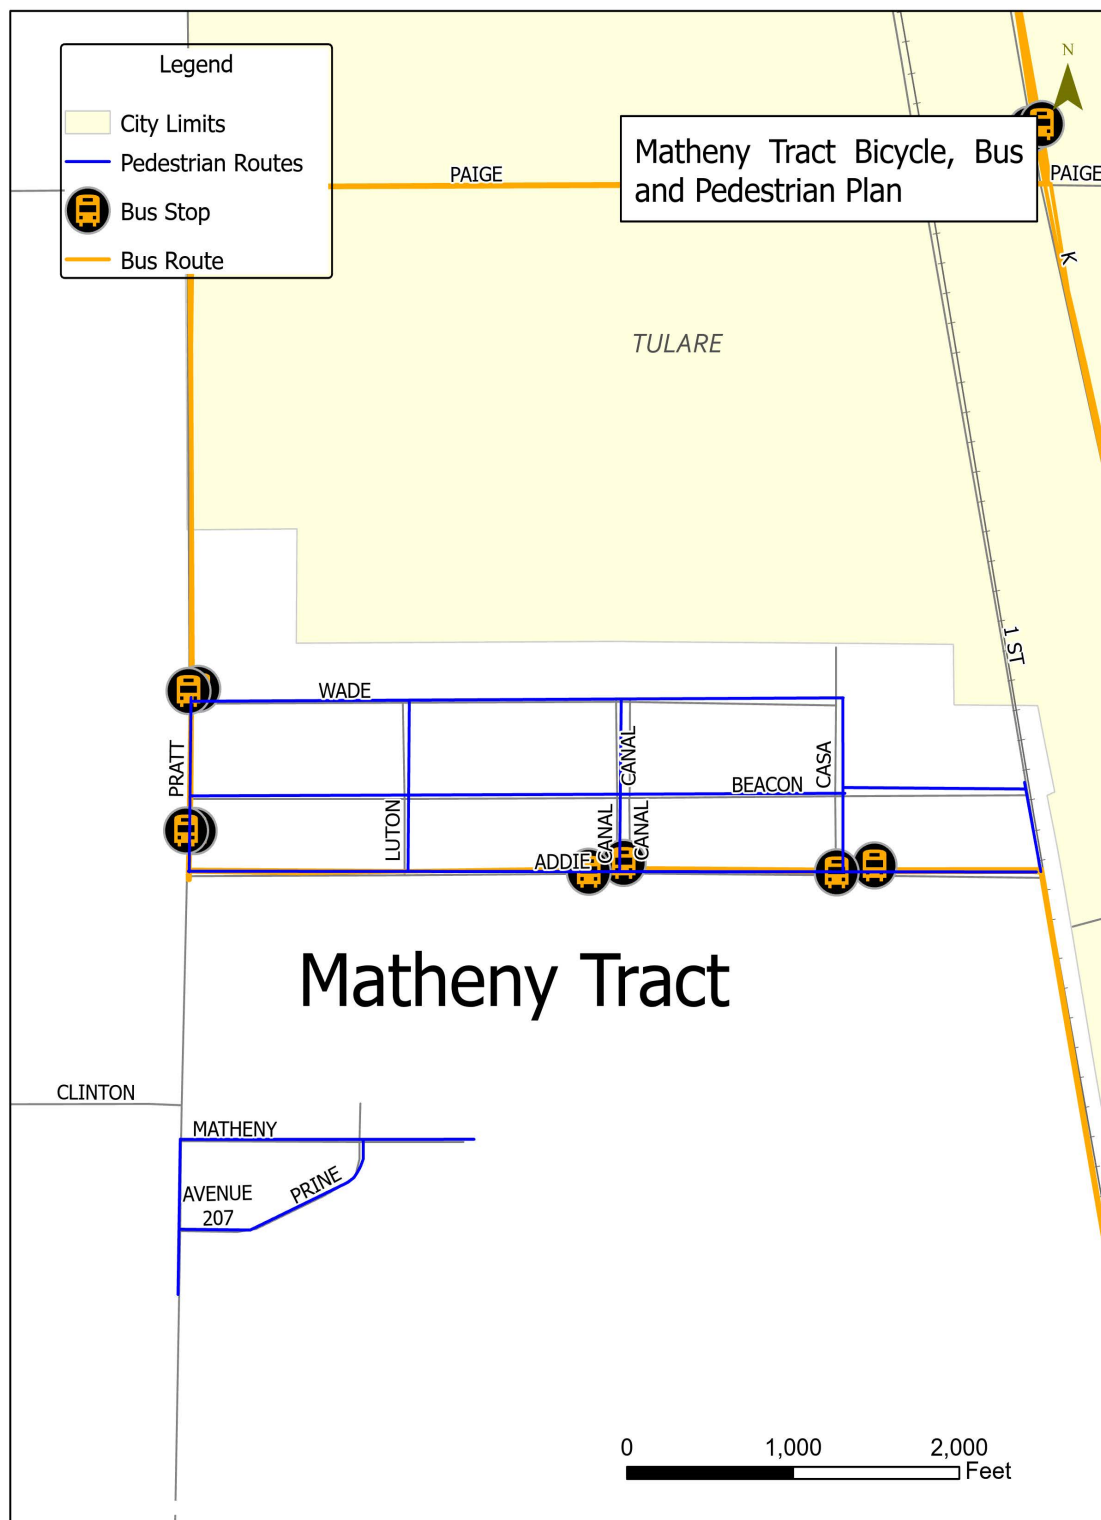 Legend
City Limits
Pedestrian Routes
Bus Stop
Bus Route
N
Matheny Tract Bicycle, Bus
and Pedestrian Plan
PAIGE
PAIGE
K
TULARE
1 ST
WADE
PRATT
CANAL
CASA
BEACON
LUTON
CANAL
CANAL
ADDIE
Matheny Tract
CLINTON
MATHENY
AVENUE
207
PRINE
0 1,000 2,000
Feet